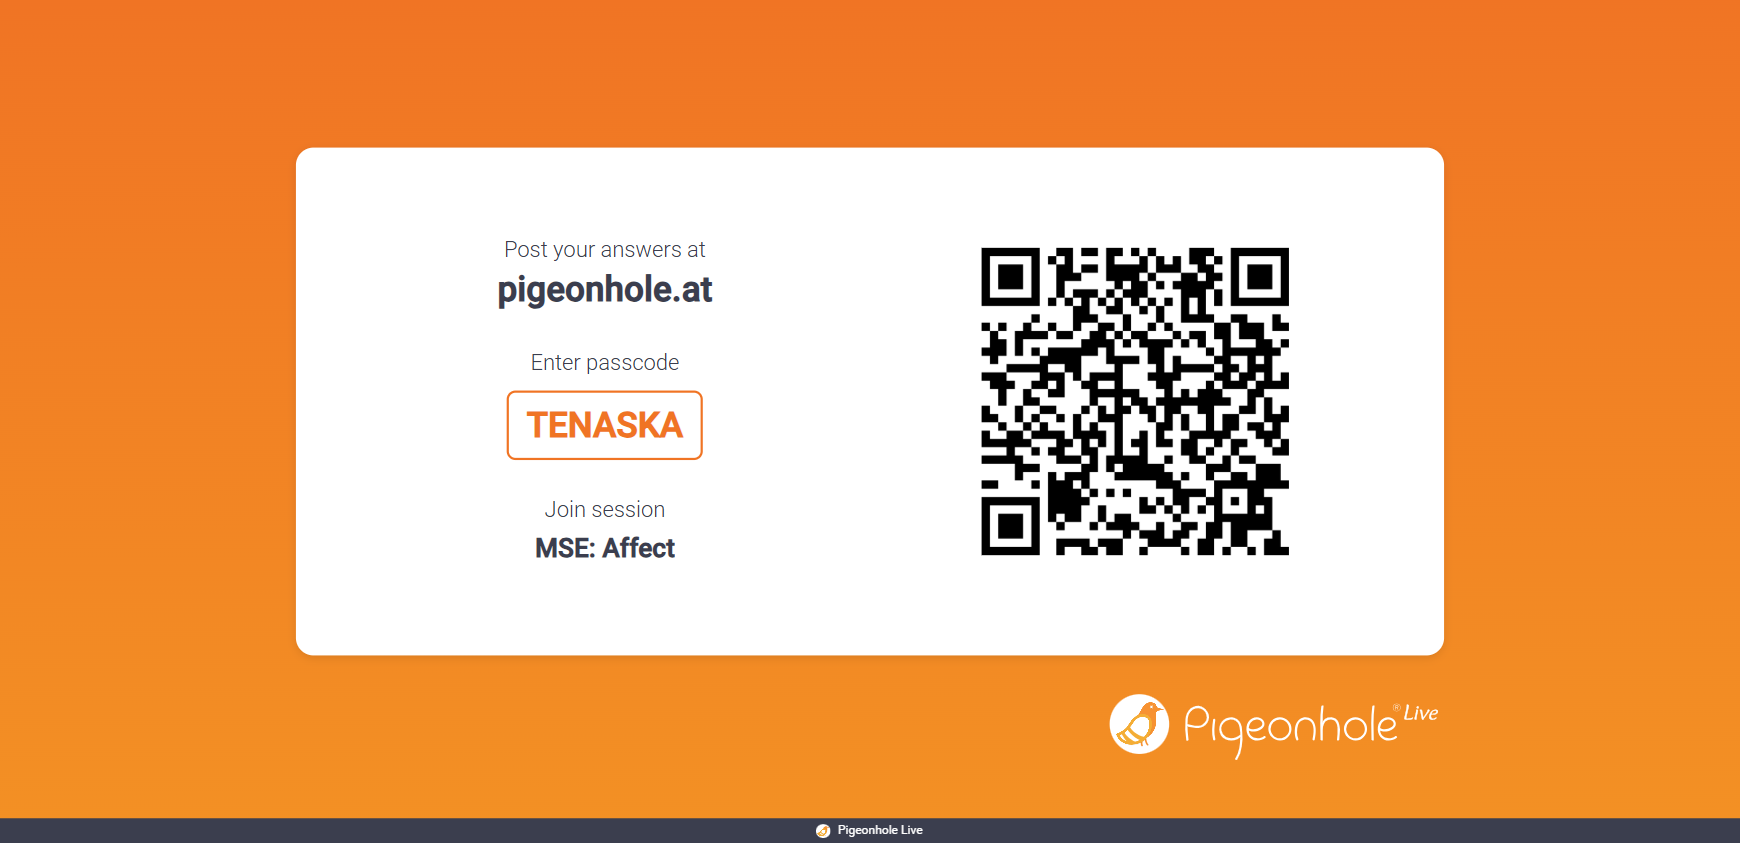 Post your answers at
pigeonhole.at
Enter passcode
TENASKA
Join session
MSE: Affect
Pigeonhole® Live
Pigeonhole Live